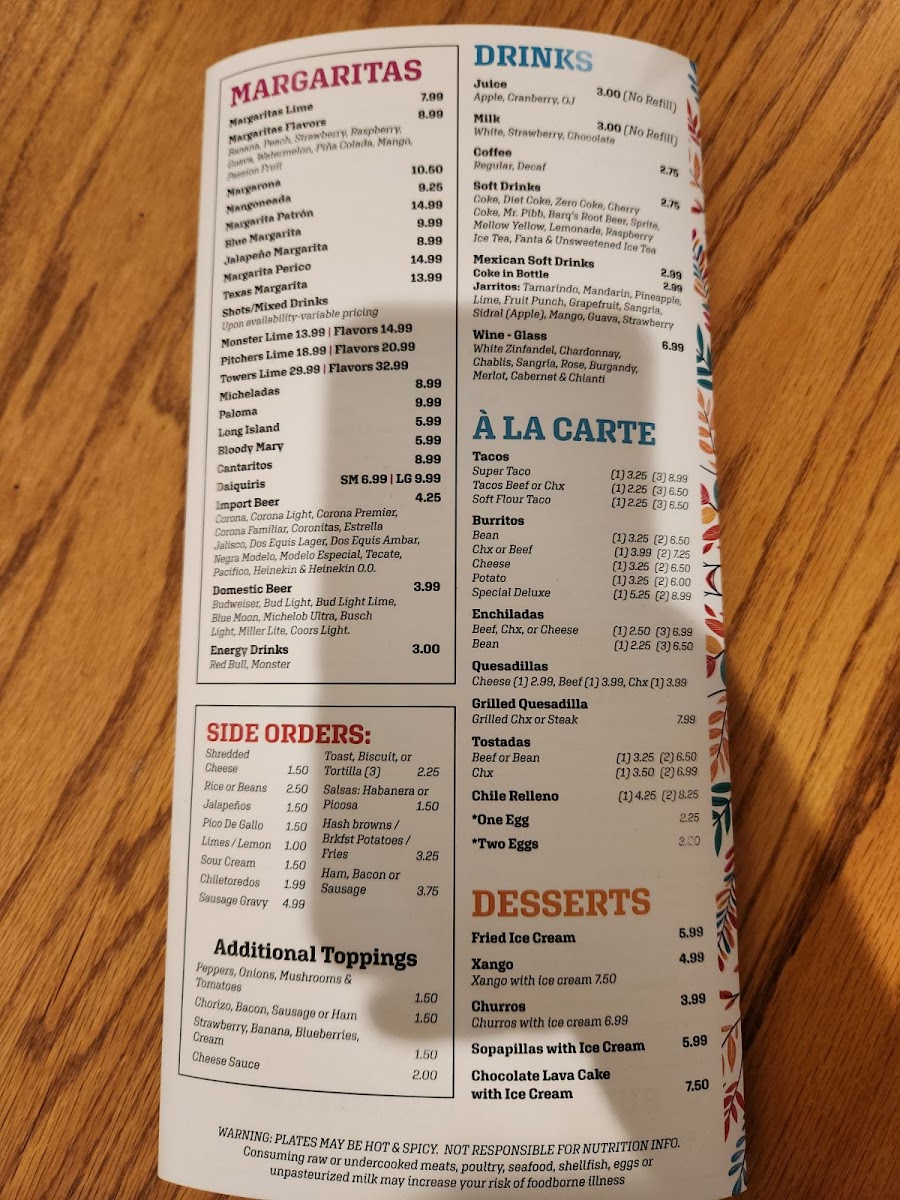 MARGARITAS
Margaritas Lime 7.99
Margaritas Flavors 8.99
Banana, Peach, Strawberry, Raspberry,
Guava, Watermelon, Piña Colada, Mango,
Passion Fruit
Margarona 10.50
Mangoneada 9.25
Margarita Patrón 14.99
Blue Margarita 9.99
Jalapeño Margarita 8.99
Margarita Perico 14.99
Texas Margarita 13.99
Shots/Mixed Drinks
Upon availability-variable pricing
Monster Lime 13.99 | Flavors 14.99
Pitchers Lime 18.99 | Flavors 20.99
Towers Lime 29.99 | Flavors 32.99
Micheladas 8.99
Paloma 9.99
Long Island 5.99
Bloody Mary 5.99
Cantaritos 8.99
Daiquiris SM 6.99 | LG 9.99
Import Beer 4.25
Corona, Corona Light, Corona Premier,
Corona Familiar, Coronitas, Estrella
Jalisco, Dos Equis Lager, Dos Equis Ambar,
Negra Modelo, Modelo Especial, Tecate,
Pacifico, Heinekin & Heinekin O.O.
Domestic Beer 3.99
Budweiser, Bud Light, Bud Light Lime,
Blue Moon, Michelob Ultra, Busch
Light, Miller Lite, Coors Light.
Energy Drinks 3.00
Red Bull, Monster
SIDE ORDERS:
Shredded
Cheese 1.50
Rice or Beans 2.50
Jalapeños 1.50
Pico De Gallo 1.50
Limes / Lemon 1.00
Sour Cream 1.50
Chiletoredos 1.99
Sausage Gravy 4.99
Toast, Biscuit, or
Tortilla (3) 2.25
Salsas: Habanera or
Picosa 1.50
Hash browns /
Brkfst Potatoes /
Fries 3.25
Ham, Bacon or
Sausage 3.75
Additional Toppings
Peppers, Onions, Mushrooms &
Tomatoes 1.50
Chorizo, Bacon, Sausage or Ham 1.50
Strawberry, Banana, Blueberries,
Cream 1.50
Cheese Sauce 2.00
DRINKS
Juice 3.00 (No Refill)
Apple, Cranberry, OJ
Milk 3.00 (No Refill)
White, Strawberry, Chocolate
Coffee 2.75
Regular, Decaf
Soft Drinks 2.75
Coke, Diet Coke, Zero Coke, Cherry
Coke, Mr. Pibb, Barq's Root Beer, Sprite,
Mellow Yellow, Lemonade, Raspberry
Ice Tea, Fanta & Unsweetened Ice Tea
Mexican Soft Drinks 2.99
Coke in Bottle 2.99
Jarritos: Tamarindo, Mandarin, Pineapple,
Lime, Fruit Punch, Grapefruit, Sangria,
Sidral (Apple), Mango, Guava, Strawberry
Wine - Glass 6.99
White Zinfandel, Chardonnay,
Chablis, Sangria, Rose, Burgandy,
Merlot, Cabernet & Chianti
À LA CARTE
Tacos
Super Taco (1) 3.25 (3) 8.99
Tacos Beef or Chx (1) 2.25 (3) 6.50
Soft Flour Taco (1) 2.25 (3) 6.50
Burritos
Bean (1) 3.25 (2) 6.50
Chx or Beef (1) 3.99 (2) 7.25
Cheese (1) 3.25 (2) 6.50
Potato (1) 3.25 (2) 6.00
Special Deluxe (1) 5.25 (2) 8.99
Enchiladas
Beef, Chx, or Cheese (1) 2.50 (3) 6.99
Bean (1) 2.25 (3) 6.50
Quesadillas
Cheese (1) 2.99, Beef (1) 3.99, Chx (1) 3.99
Grilled Quesadilla
Grilled Chx or Steak 7.99
Tostadas
Beef or Bean (1) 3.25 (2) 6.50
Chx (1) 3.50 (2) 6.99
Chile Relleno (1) 4.25 (2) 8.25
*One Egg 2.25
*Two Eggs 3.00
DESSERTS
Fried Ice Cream 5.99
Xango 4.99
Xango with ice cream 7.50
Churros 3.99
Churros with ice cream 6.99
Sopapillas with Ice Cream 5.99
Chocolate Lava Cake
with Ice Cream 7.50
WARNING: PLATES MAY BE HOT & SPICY. NOT RESPONSIBLE FOR NUTRITION INFO.
Consuming raw or undercooked meats, poultry, seafood, shellfish, eggs or
unpasteurized milk may increase your risk of foodborne illness